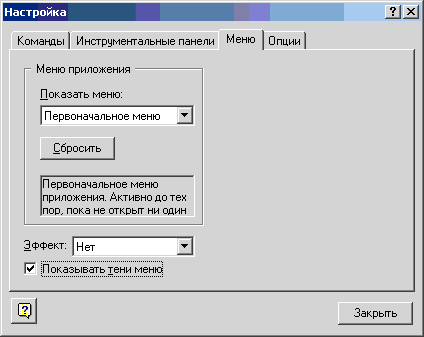 Настройка
Команды Инструментальные панели Меню Опции
Меню приложения
Показать меню:
Первоначальное меню
Сбросить
Первоначальное меню
приложения. Активно до тех
пор, пока не открыт ни один
Эффект: Нет
Показывать тени меню
Закрыть